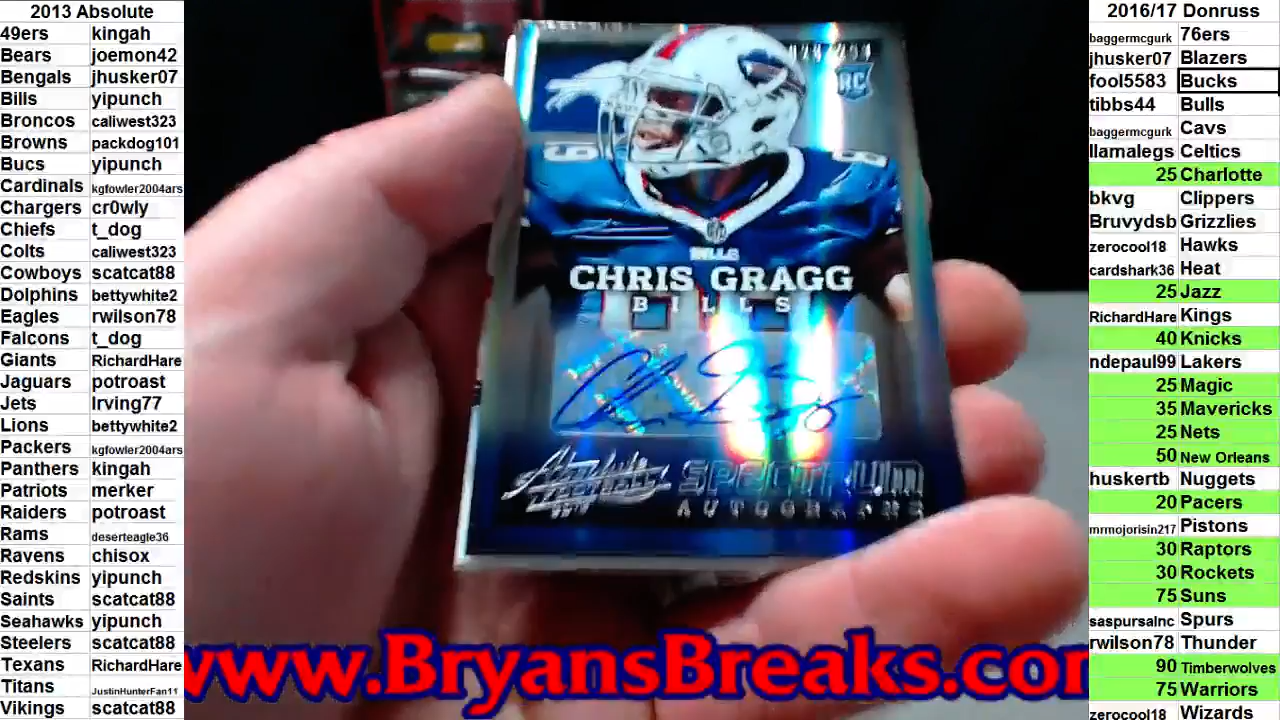 2013 Absolute
49ers kingah
Bears joemon42
Bengals jhusker07
Bills yipunch
Broncos caliwest323
Browns packdog101
Bucs yipunch
Cardinals kgfowler2004ars
Chargers cr0wly
Chiefs t_dog
Colts caliwest323
Cowboys scatcat88
Dolphins bettywhite2
Eagles rwilson78
Falcons t_dog
Giants RichardHare
Jaguars potroast
Jets Irving77
Lions bettywhite2
Packers kgfowler2004ars
Panthers kingah
Patriots merker
Raiders potroast
Rams deserteagle36
Ravens chisox
Redskins yipunch
Saints scatcat88
Seahawks yipunch
Steelers scatcat88
Texans RichardHare
Titans JustinHunterFan11
Vikings scatcat88
RC
BILLS
CHRIS GRAGG
BILLS
Absolute
SPECTRUM
AUTOGRAPHS
www.BryansBreaks.com
2016/17 Donruss
baggermcgurk 76ers
jhusker07 Blazers
fool5583 Bucks
tibbs44 Bulls
baggermcgurk Cavs
llamalegs Celtics
25 Charlotte
bkvg Clippers
Bruvydsb Grizzlies
zerocool18 Hawks
cardshark36 Heat
25 Jazz
RichardHare Kings
40 Knicks
ndepaul99 Lakers
25 Magic
35 Mavericks
25 Nets
50 New Orleans
huskertb Nuggets
20 Pacers
mrmojorisin217 Pistons
30 Raptors
30 Rockets
75 Suns
saspursalnc Spurs
rwilson78 Thunder
90 Timberwolves
75 Warriors
zerocool18 Wizards